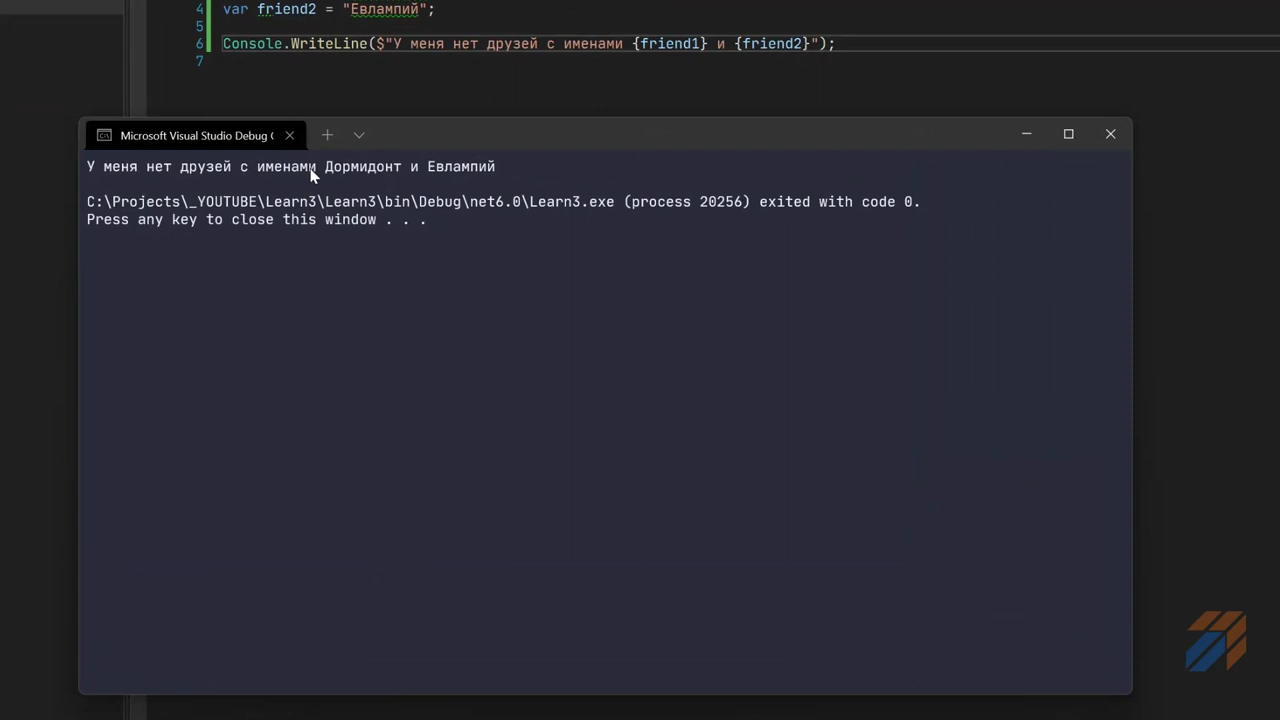 4 var friend2 = "Евлампий";
5
6 Console.WriteLine($"У меня нет друзей с именами {friend1} и {friend2}");
7
Microsoft Visual Studio Debug C
У меня нет друзей с именами Дормидонт и Евлампий
C:\Projects\_YOUTUBE\Learn3\Learn3\bin\Debug\net6.0\Learn3.exe (process 20256) exited with code 0.
Press any key to close this window . . .